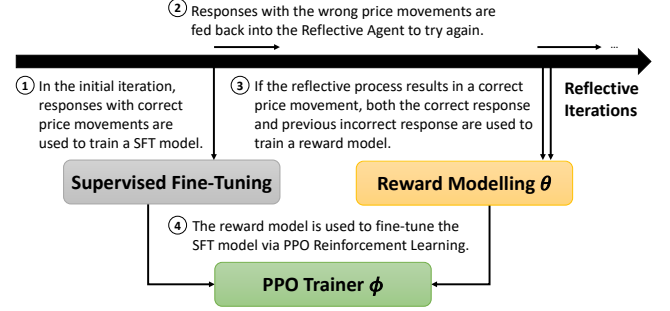 ② Responses with the wrong price movements are
fed back into the Reflective Agent to try again.
...
① In the initial iteration,
responses with correct
price movements are
used to train a SFT model.
③ If the reflective process results in a correct
price movement, both the correct response
and previous incorrect response are used to
train a reward model.
Reflective
Iterations
Supervised Fine-Tuning
Reward Modelling θ
④ The reward model is used to fine-tune the
SFT model via PPO Reinforcement Learning.
PPO Trainer ϕ